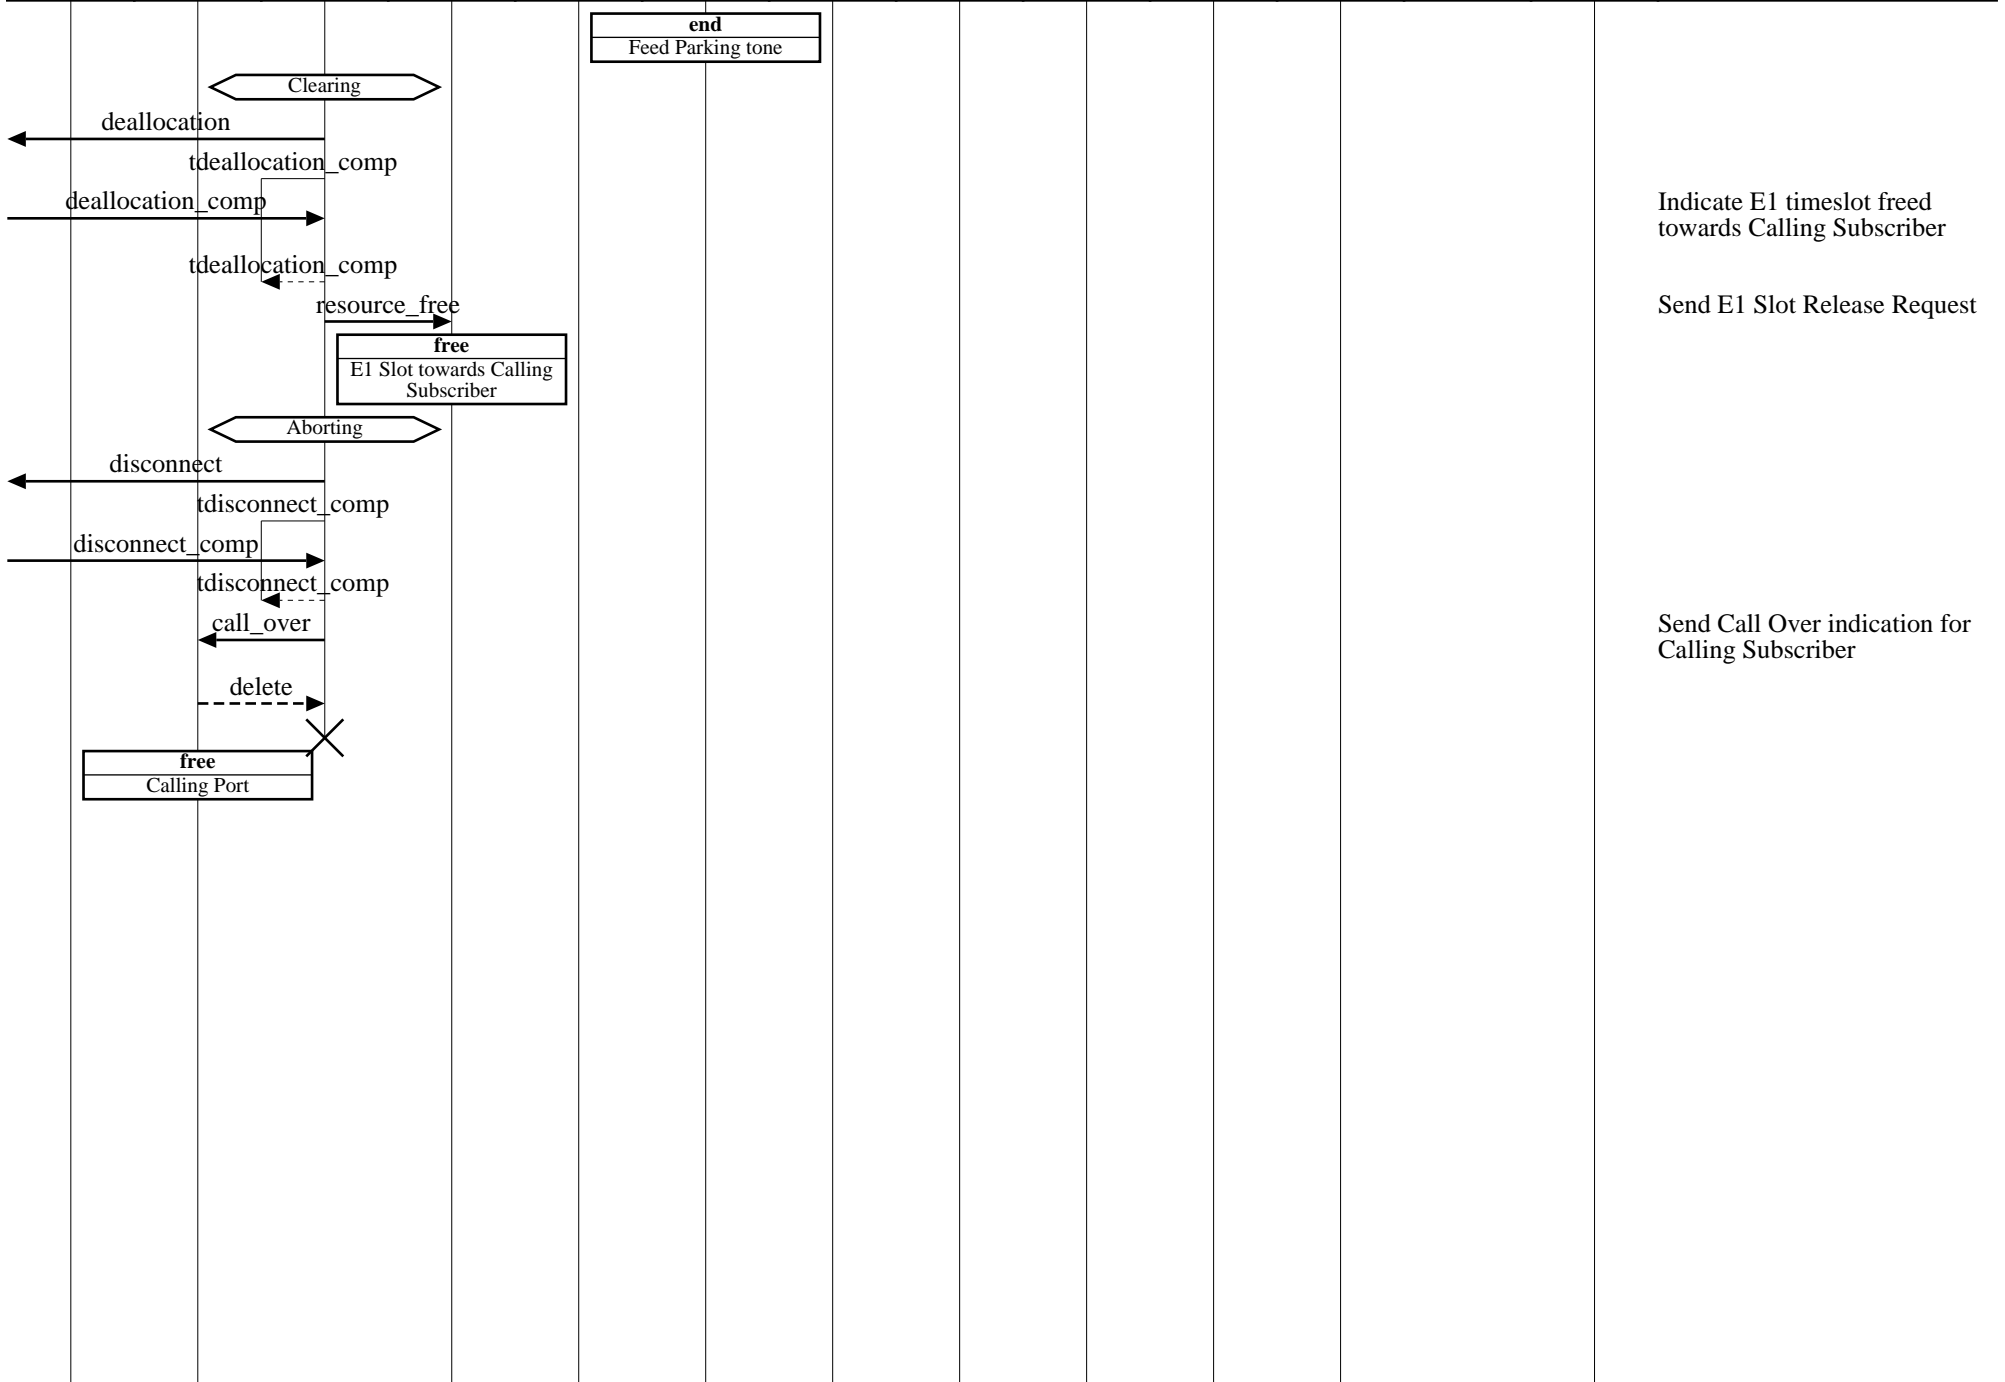 end
Feed Parking tone
Clearing
deallocation
tdeallocation_comp
deallocation_comp
Indicate E1 timeslot freed
towards Calling Subscriber
tdeallocation_comp
resource_free
Send E1 Slot Release Request
free
E1 Slot towards Calling
Subscriber
Aborting
disconnect
tdisconnect_comp
disconnect_comp
tdisconnect_comp
call_over
Send Call Over indication for
Calling Subscriber
delete
free
Calling Port